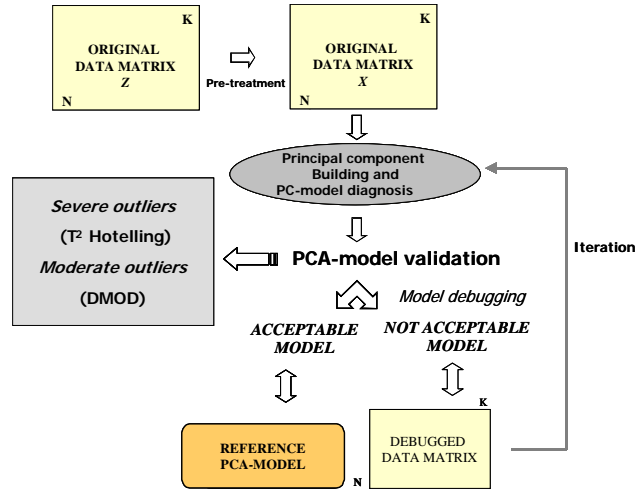 K
ORIGINAL
DATA MATRIX
Z
N
Pre-treatment
K
ORIGINAL
DATA MATRIX
X
N
Principal component
Building and
PC-model diagnosis
Severe outliers
(T² Hotelling)
Moderate outliers
(DMOD)
PCA-model validation
Iteration
Model debugging
ACCEPTABLE
MODEL
NOT ACCEPTABLE
MODEL
REFERENCE
PCA-MODEL
K
DEBUGGED
DATA MATRIX
N